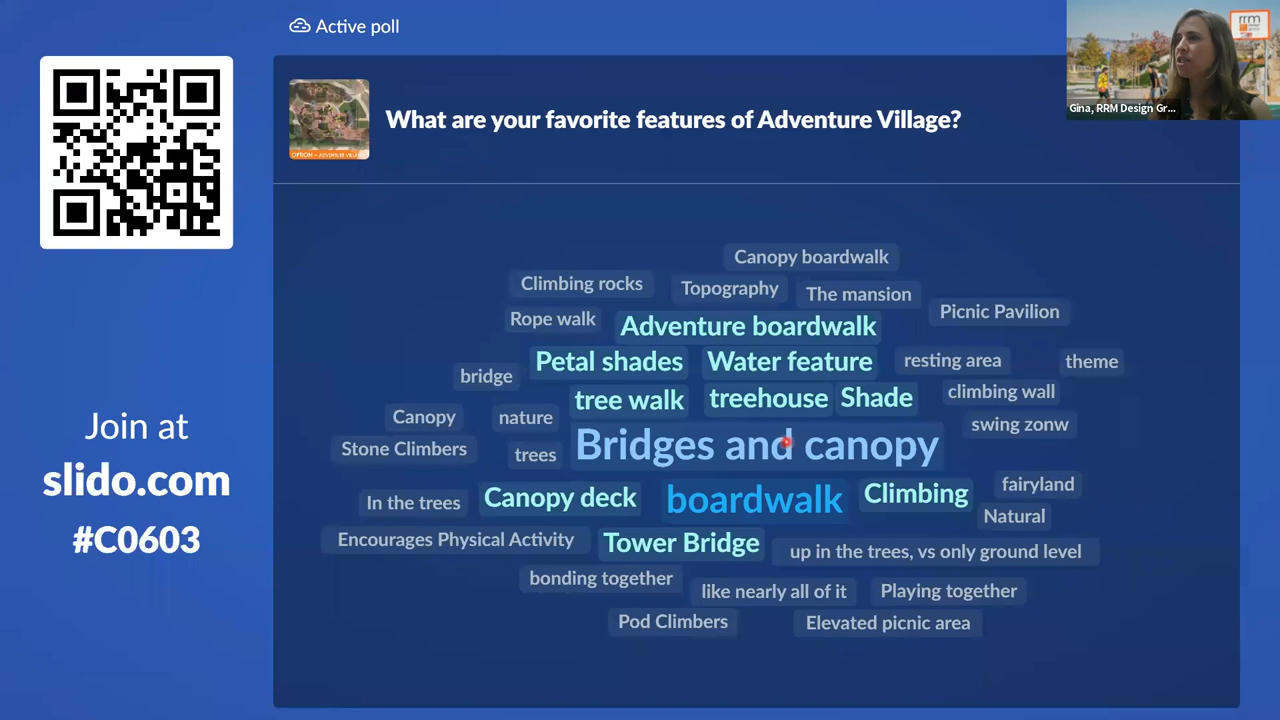 Active poll
rrm
Gina, RRM Design Gr...
What are your favorite features of Adventure Village?
Canopy boardwalk
Climbing rocks
Topography
The mansion
Picnic Pavilion
Rope walk
Adventure boardwalk
Petal shades
Water feature
resting area
theme
bridge
tree walk
treehouse
Shade
climbing wall
Canopy
nature
swing zonw
Stone Climbers
trees
Bridges and canopy
In the trees
Canopy deck
boardwalk
Climbing
fairyland
Natural
Encourages Physical Activity
Tower Bridge
up in the trees, vs only ground level
bonding together
like nearly all of it
Playing together
Pod Climbers
Elevated picnic area
Join at
slido.com
#C0603